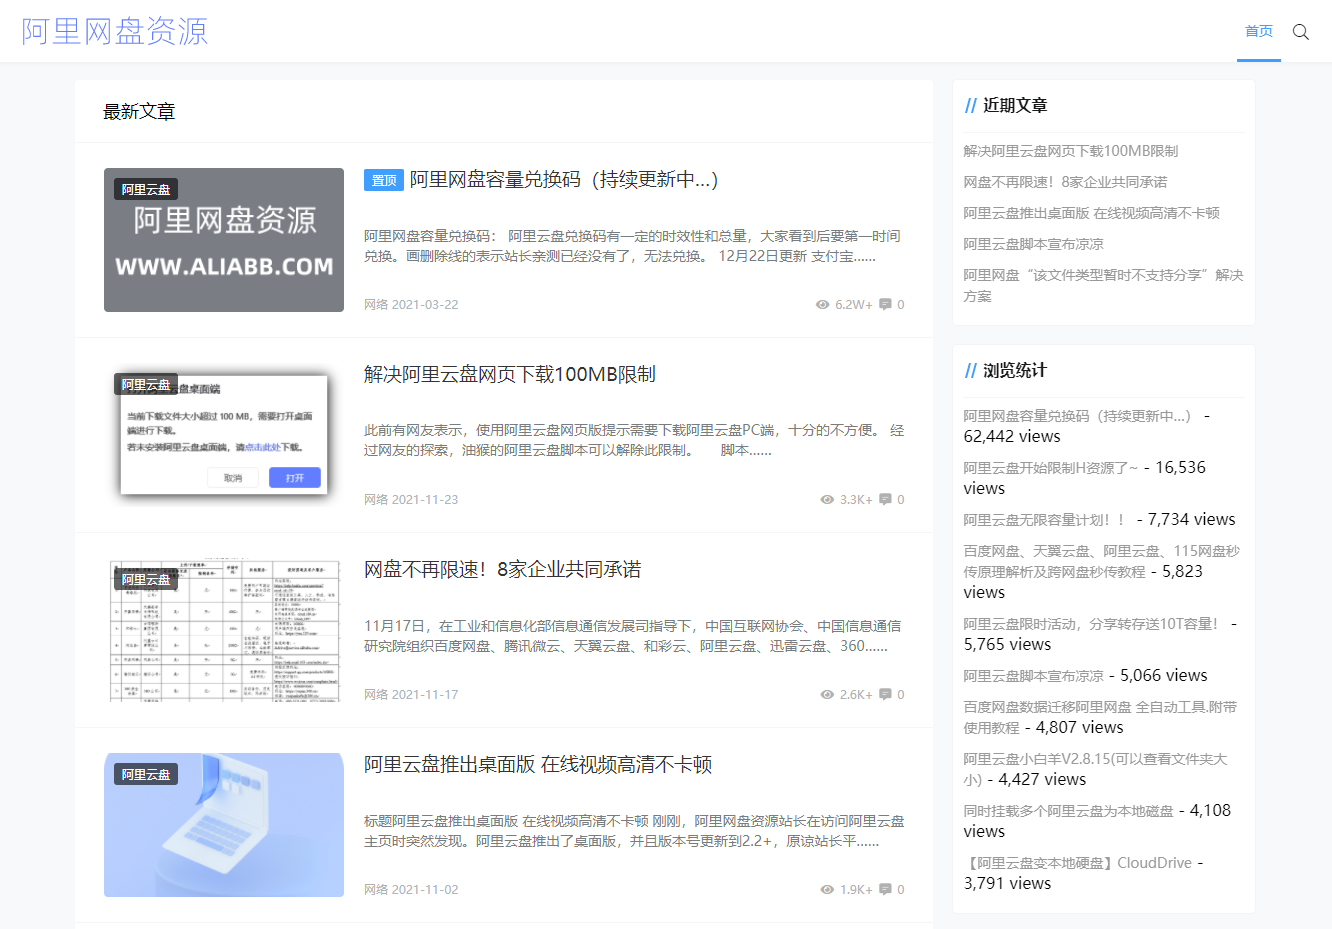 阿里网盘资源
首页
最新文章
阿里云盘
阿里网盘资源
WWW.ALIABB.COM
置顶 阿里网盘容量兑换码（持续更新中...）
阿里网盘容量兑换码： 阿里云盘兑换码有一定的时效性和总量，大家看到后要第一时间
兑换。画删除线的表示站长亲测已经没有了，无法兑换。 12月22日更新 支付宝......
网络 2021-03-22
6.2W+ 0
阿里云盘
云盘桌面端
当前下载文件大小超过 100 MB，需要打开桌面
端进行下载。
若未安装阿里云盘桌面端，请点击此处下载。
取消 打开
解决阿里云盘网页下载100MB限制
此前有网友表示，使用阿里云盘网页版提示需要下载阿里云盘PC端，十分的不方便。 经
过网友的探索，油猴的阿里云盘脚本可以解除此限制。 脚本......
网络 2021-11-23
3.3K+ 0
阿里云盘
网盘不再限速！8家企业共同承诺
11月17日，在工业和信息化部信息通信发展司指导下，中国互联网协会、中国信息通信
研究院组织百度网盘、腾讯微云、天翼云盘、和彩云、阿里云盘、迅雷云盘、360......
网络 2021-11-17
2.6K+ 0
阿里云盘
阿里云盘推出桌面版 在线视频高清不卡顿
标题阿里云盘推出桌面版 在线视频高清不卡顿 刚刚，阿里网盘资源站长在访问阿里云盘
主页时突然发现。阿里云盘推出了桌面版，并且版本号更新到2.2+，原谅站长平......
网络 2021-11-02
1.9K+ 0
// 近期文章
解决阿里云盘网页下载100MB限制
网盘不再限速！8家企业共同承诺
阿里云盘推出桌面版 在线视频高清不卡顿
阿里云盘脚本宣布凉凉
阿里网盘“该文件类型暂时不支持分享”解决
方案
// 浏览统计
阿里网盘容量兑换码（持续更新中...） -
62,442 views
阿里云盘开始限制H资源了~ - 16,536
views
阿里云盘无限容量计划！！ - 7,734 views
百度网盘、天翼云盘、阿里云盘、115网盘秒
传原理解析及跨网盘秒传教程 - 5,823
views
阿里云盘限时活动，分享转存送10T容量！ -
5,765 views
阿里云盘脚本宣布凉凉 - 5,066 views
百度网盘数据迁移阿里网盘 全自动工具.附带
使用教程 - 4,807 views
阿里云盘小白羊V2.8.15(可以查看文件夹大
小) - 4,427 views
同时挂载多个阿里云盘为本地磁盘 - 4,108
views
【阿里云盘变本地硬盘】CloudDrive -
3,791 views